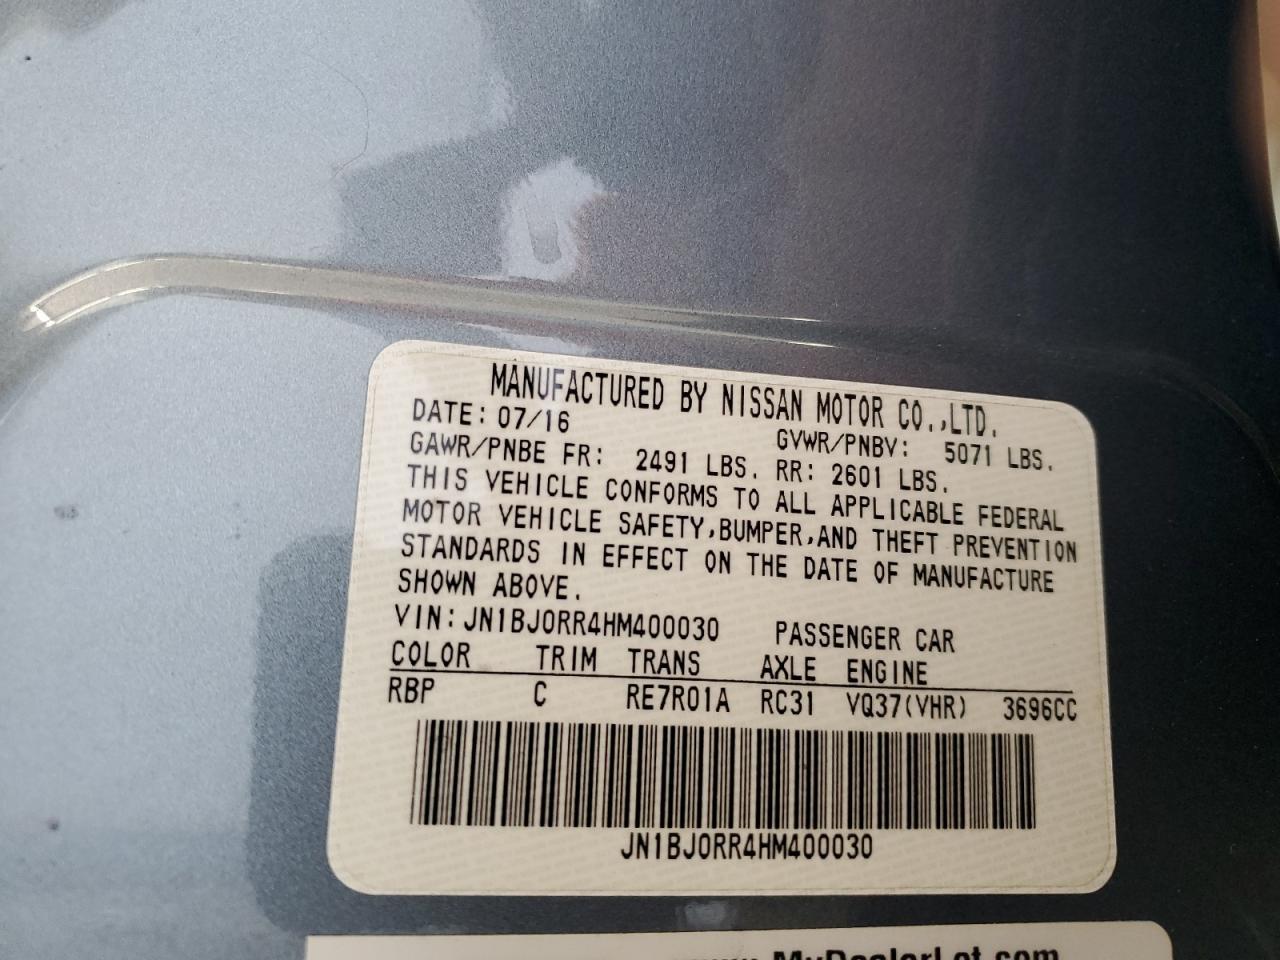 MANUFACTURED BY NISSAN MOTOR CO.,LTD.
DATE: 07/16 GVWR/PNBV: 5071 LBS.
GAWR/PNBE FR: 2491 LBS. RR: 2601 LBS.
THIS VEHICLE CONFORMS TO ALL APPLICABLE FEDERAL
MOTOR VEHICLE SAFETY,BUMPER,AND THEFT PREVENTION
STANDARDS IN EFFECT ON THE DATE OF MANUFACTURE
SHOWN ABOVE.
VIN: JN1BJ0RR4HM400030 PASSENGER CAR
COLOR TRIM TRANS AXLE ENGINE
RBP C RE7R01A RC31 VQ37(VHR) 3696CC
JN1BJ0RR4HM400030
www.MyDealerLot.com